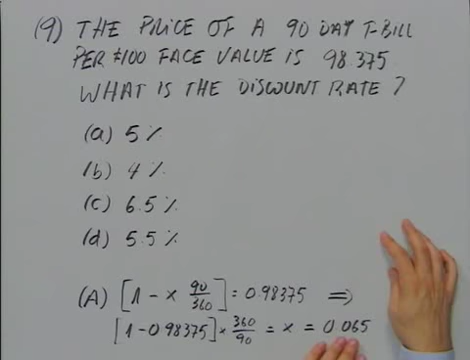 (9) THE PRICE OF A 90 DAY T-BILL
PER $100 FACE VALUE IS 98.375
WHAT IS THE DISCOUNT RATE?
(a) 5%
(b) 4%
(c) 6.5%
(d) 5.5%
(A) [1 - x 90/360] = 0.98375 ⇒
[1 - 0.98375] × 360/90 = x = 0.065